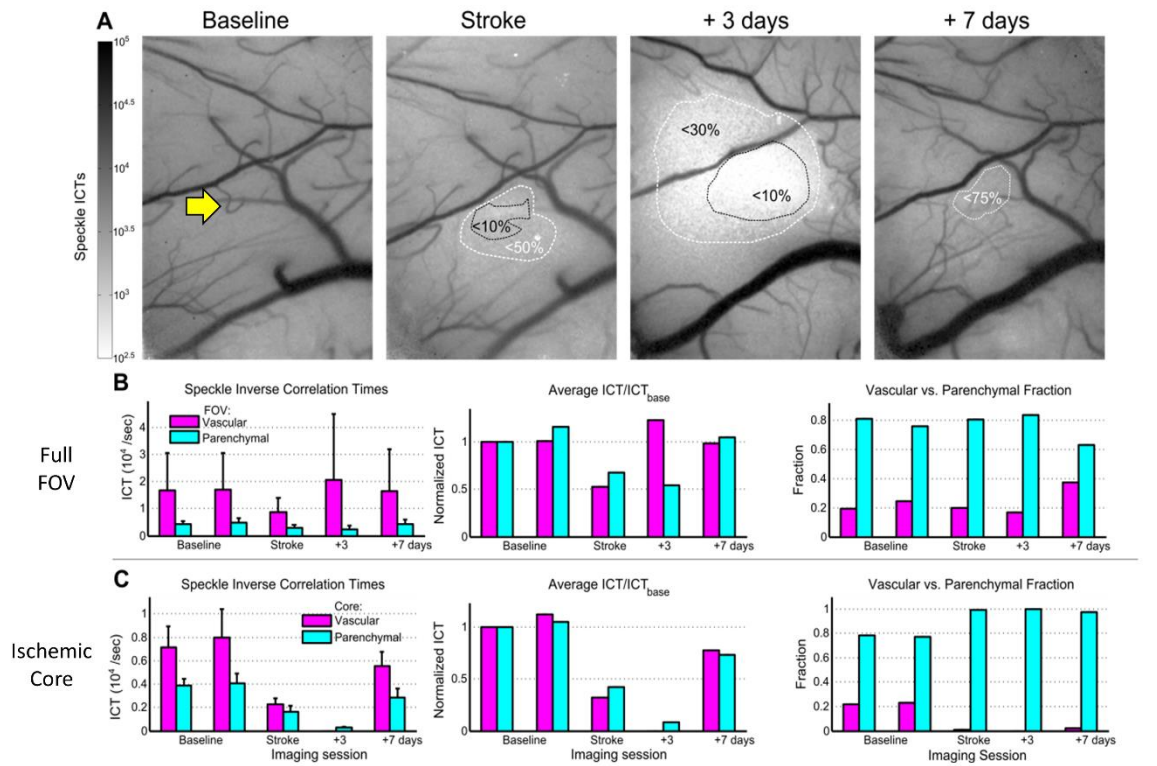 A
Baseline
Stroke
+ 3 days
+ 7 days
Speckle ICTs
10^5
10^4.5
10^4
10^3.5
10^3
10^2.5
<10%
<50%
<30%
<10%
<75%
Full
FOV
B
Speckle Inverse Correlation Times
ICT (10^4 /sec)
4
3
2
1
0
FOV:
Vascular
Parenchymal
Baseline
Stroke
+3
+7 days
Average ICT/ICT_base
Normalized ICT
1
0.5
0
Baseline
Stroke
+3
+7 days
Vascular vs. Parenchymal Fraction
Fraction
0.8
0.6
0.4
0.2
0
Baseline
Stroke
+3
+7 days
Ischemic
Core
C
Speckle Inverse Correlation Times
ICT (10^4 /sec)
1
0.8
0.6
0.4
0.2
0
Core:
Vascular
Parenchymal
Baseline
Stroke
+3
+7 days
Imaging session
Average ICT/ICT_base
Normalized ICT
1
0.5
0
Baseline
Stroke
+3
+7 days
Imaging session
Vascular vs. Parenchymal Fraction
Fraction
1
0.8
0.6
0.4
0.2
0
Baseline
Stroke
+3
+7 days
Imaging Session